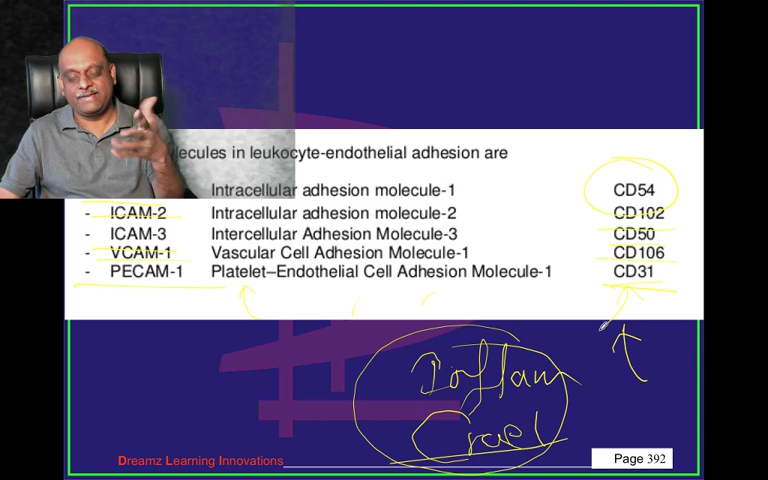 lecules in leukocyte-endothelial adhesion are
Intracellular adhesion molecule-1 CD54
- ICAM-2 Intracellular adhesion molecule-2 CD102
- ICAM-3 Intercellular Adhesion Molecule-3 CD50
- VCAM-1 Vascular Cell Adhesion Molecule-1 CD106
- PECAM-1 Platelet–Endothelial Cell Adhesion Molecule-1 CD31
Inflam
Dreamz Learning Innovations
Page 392